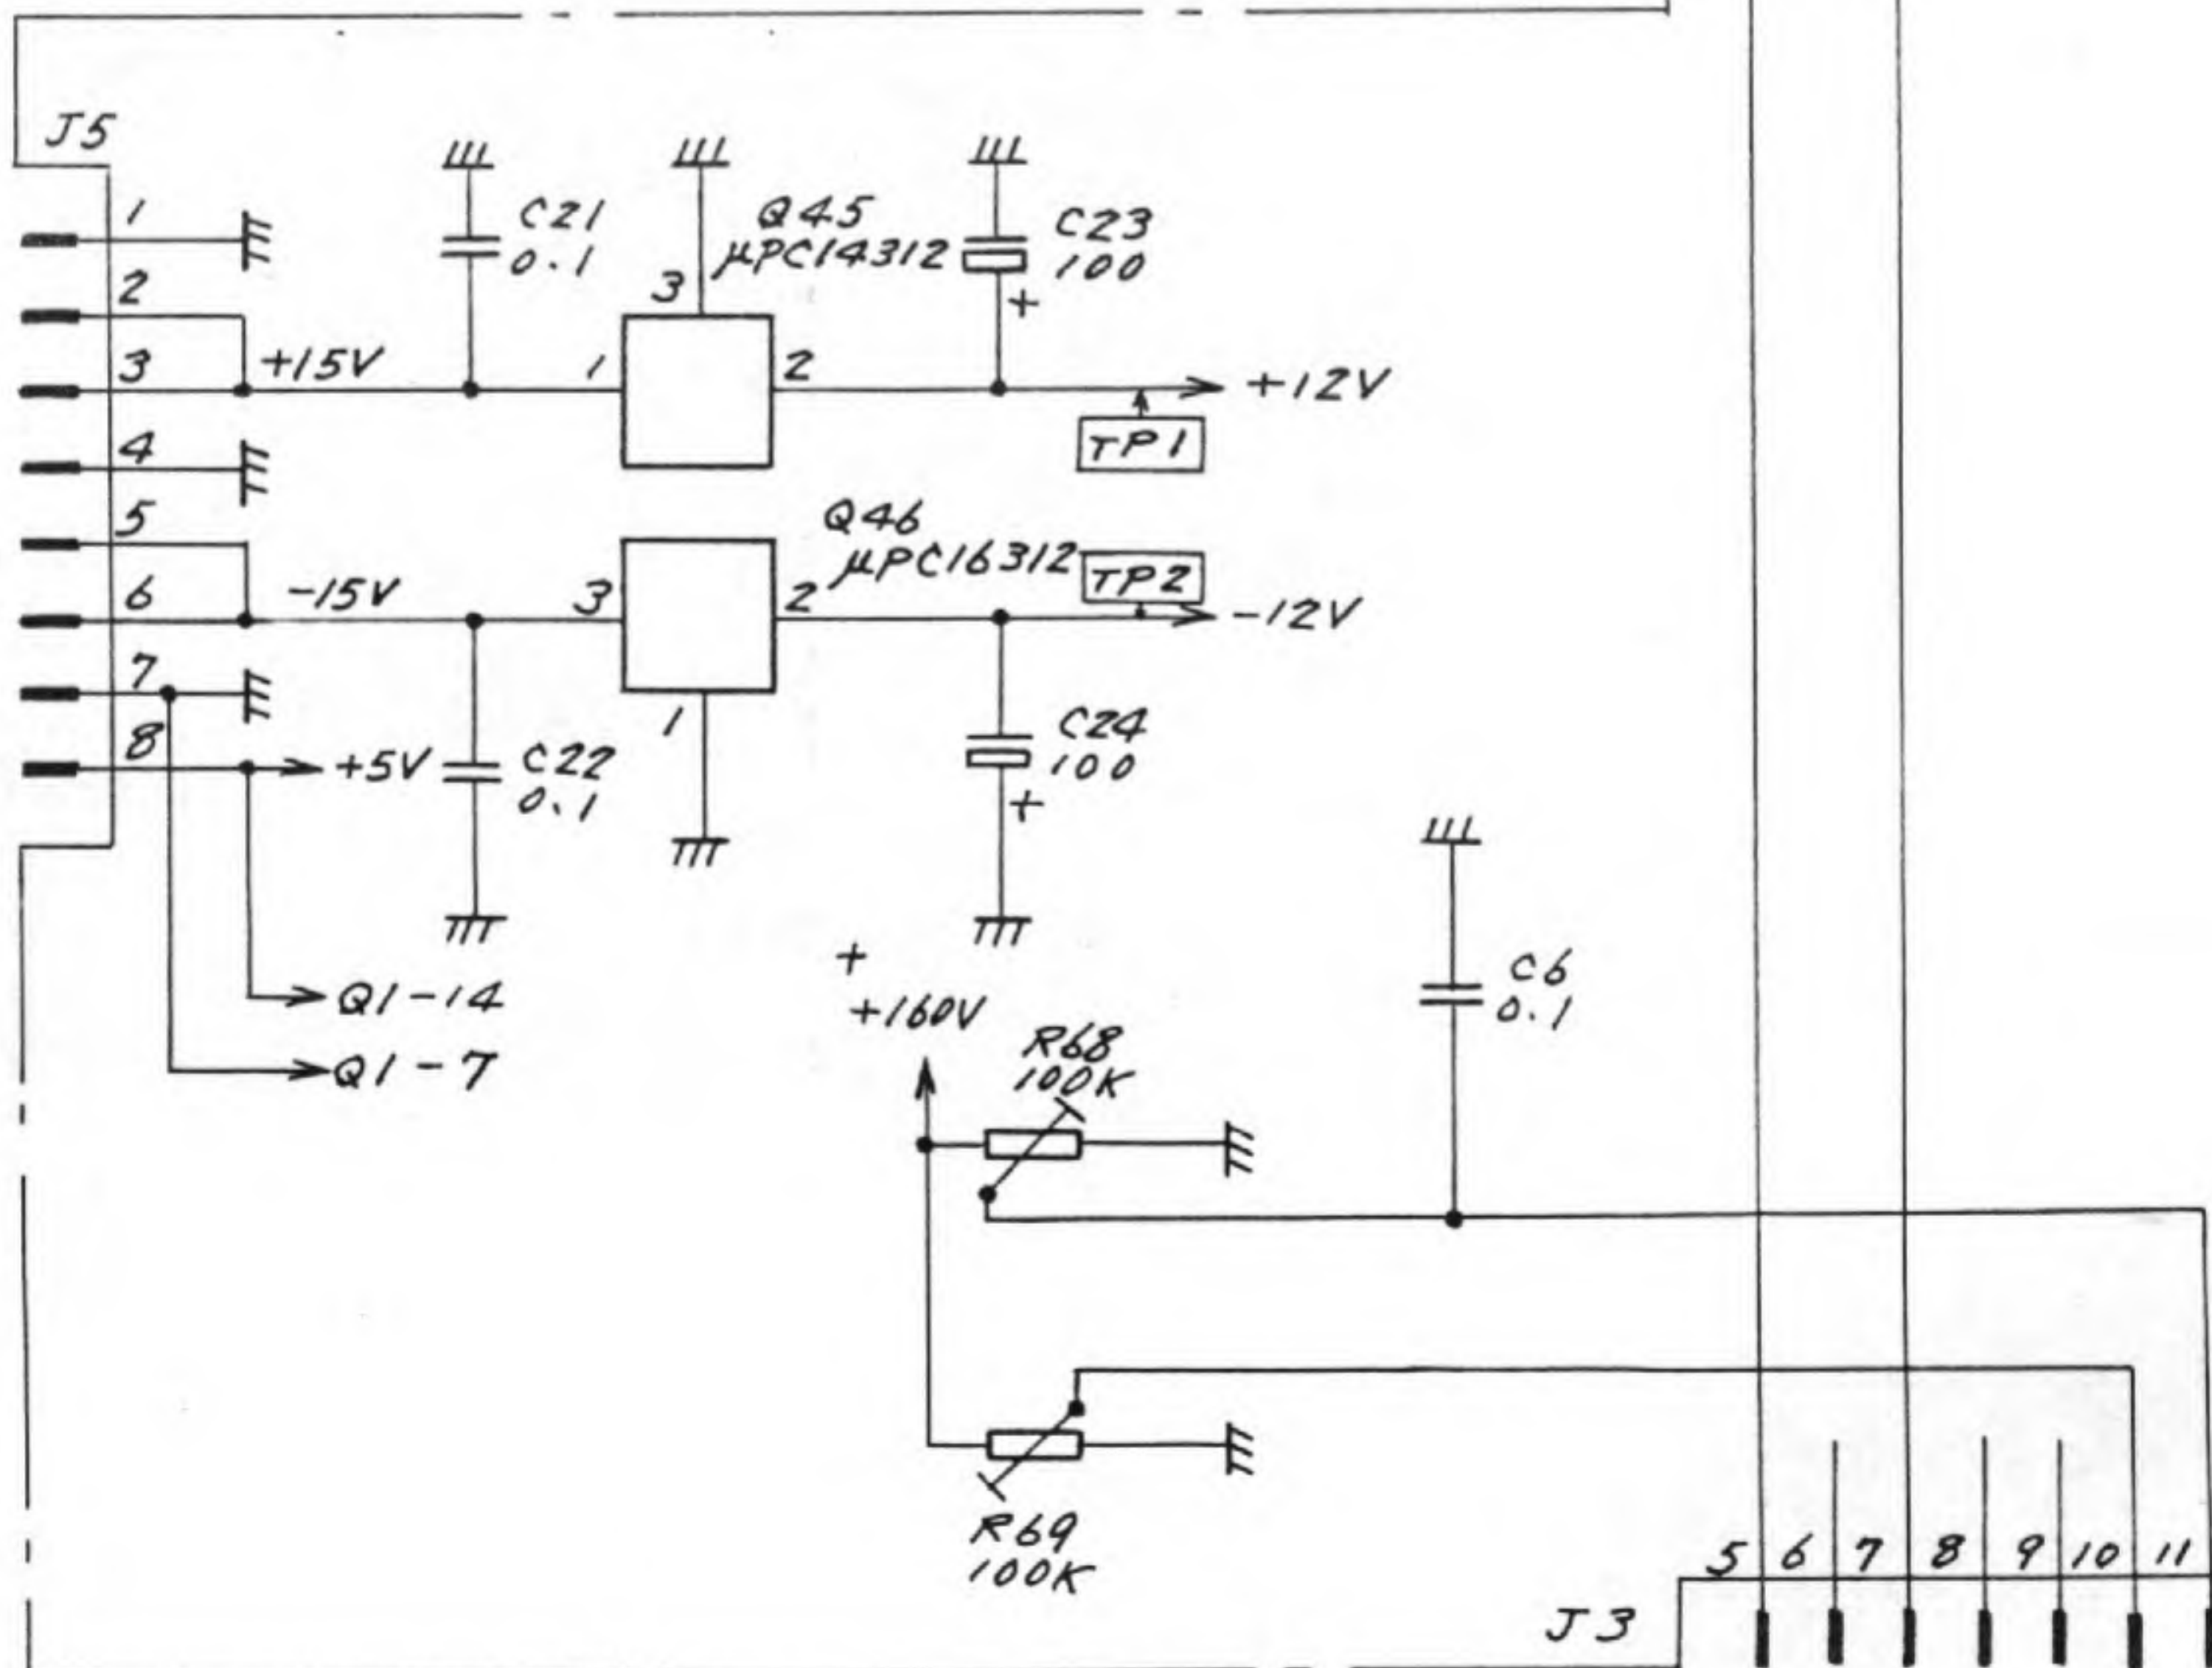 J5
1
2
3
+15V
4
5
6
-15V
7
8
+5V
C21
0.1
3
Q45
μPC14312
1
2
C23
100
+
+12V
TP1
Q46
μPC16312
3
2
1
TP2
-12V
C22
0.1
C24
100
+
Q1-14
Q1-7
+
+160V
R68
100K
C6
0.1
R69
100K
5 6 7 8 9 10 11
J3